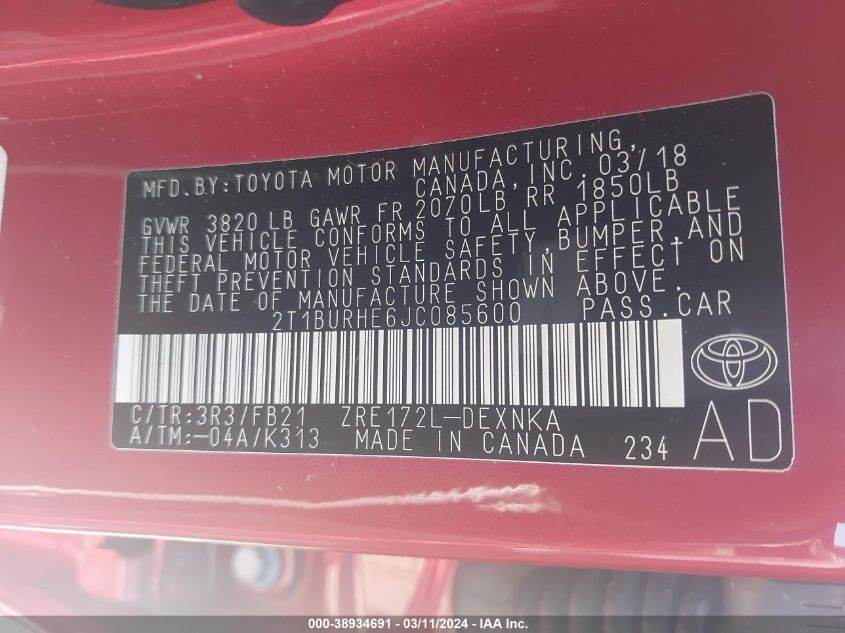 MFD.BY:TOYOTA MOTOR MANUFACTURING,
CANADA,INC. 03/18
GVWR 3820 LB GAWR FR 2070LB RR 1850LB
THIS VEHICLE CONFORMS TO ALL APPLICABLE
FEDERAL MOTOR VEHICLE SAFETY,BUMPER,AND
THEFT PREVENTION STANDARDS IN EFFECT ON
THE DATE OF MANUFACTURE SHOWN ABOVE.
2T1BURHE6JC085600 PASS.CAR
C/TR:3R3/FB21 ZRE172L-DEXNKA
A/TM:-04A/K313 MADE IN CANADA 234
AD
000-38934691 - 03/11/2024 - IAA Inc.